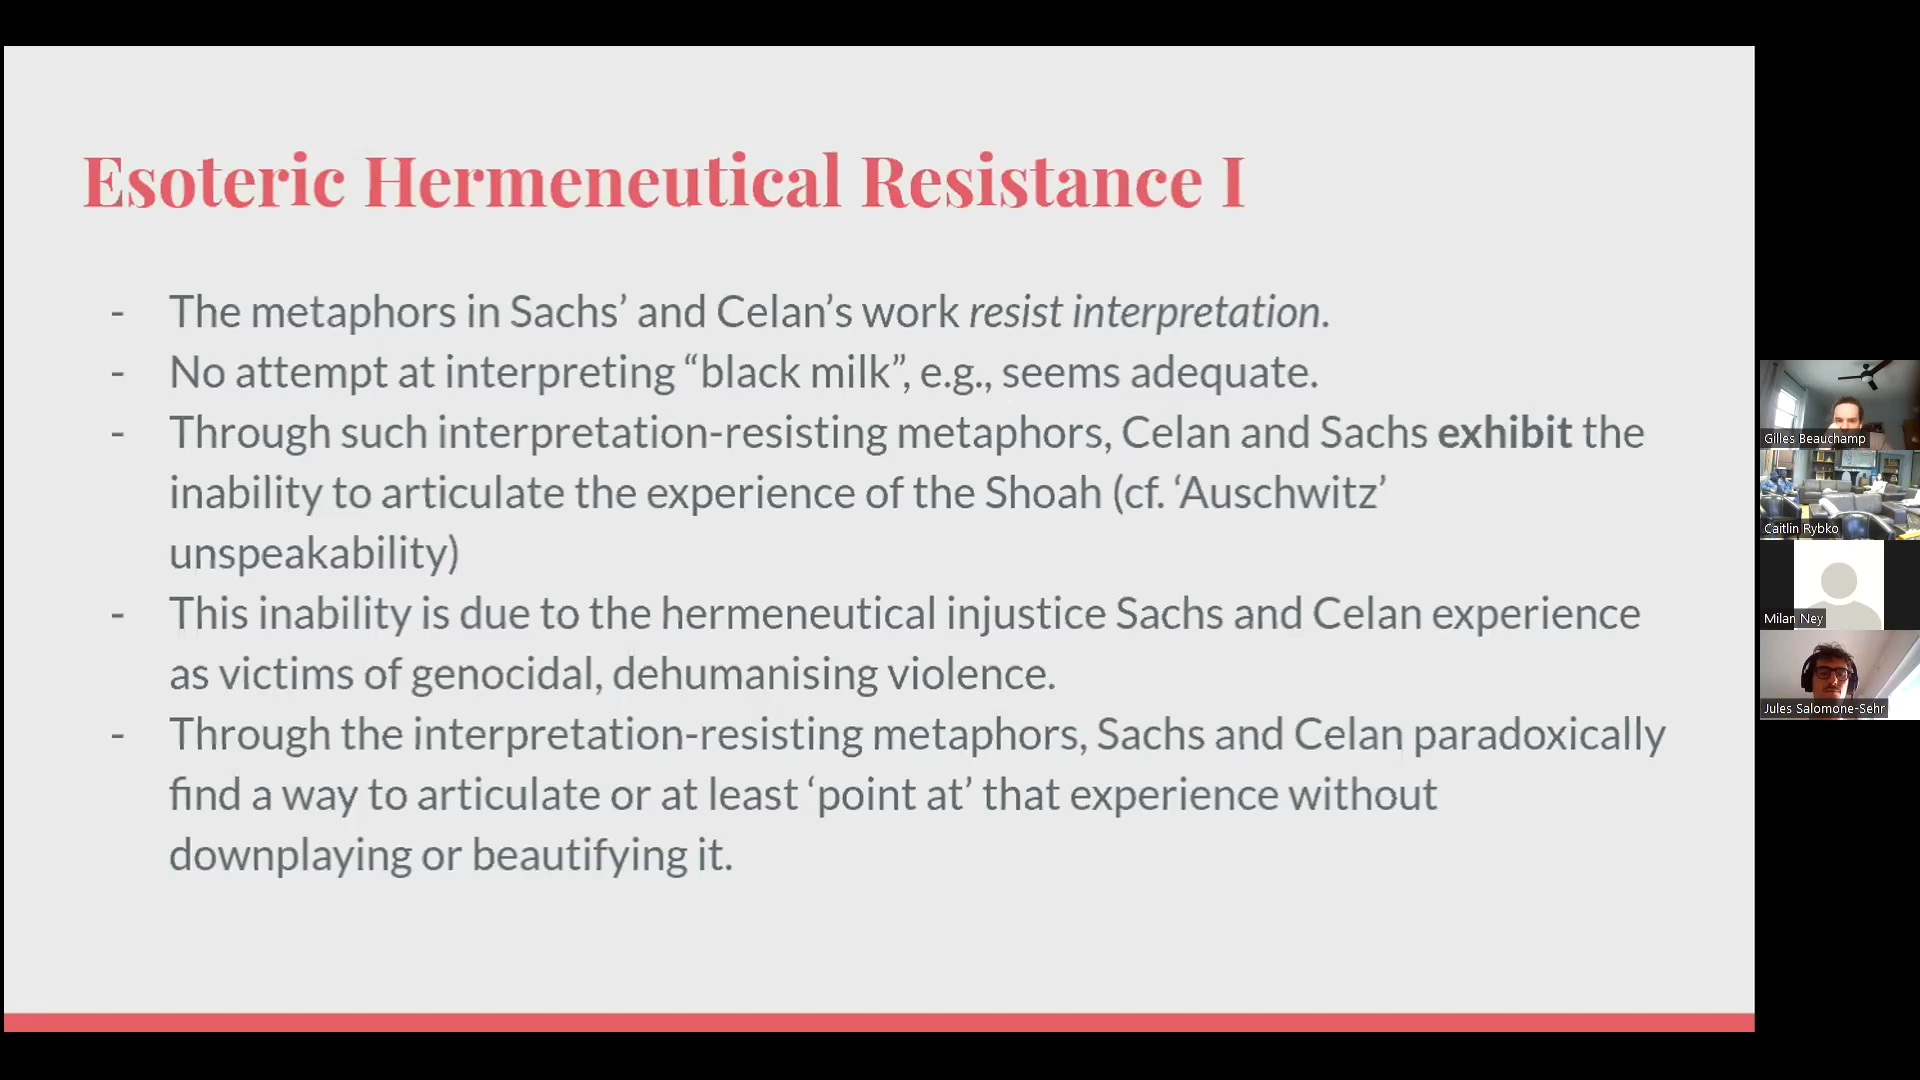 Esoteric Hermeneutical Resistance I
- The metaphors in Sachs’ and Celan’s work resist interpretation.
- No attempt at interpreting “black milk”, e.g., seems adequate.
- Through such interpretation-resisting metaphors, Celan and Sachs exhibit the
inability to articulate the experience of the Shoah (cf. ‘Auschwitz’
unspeakability)
- This inability is due to the hermeneutical injustice Sachs and Celan experience
as victims of genocidal, dehumanising violence.
- Through the interpretation-resisting metaphors, Sachs and Celan paradoxically
find a way to articulate or at least ‘point at’ that experience without
downplaying or beautifying it.
Gilles Beauchamp
Caitlin Rybko
Milan Ney
Jules Salomone-Sehr